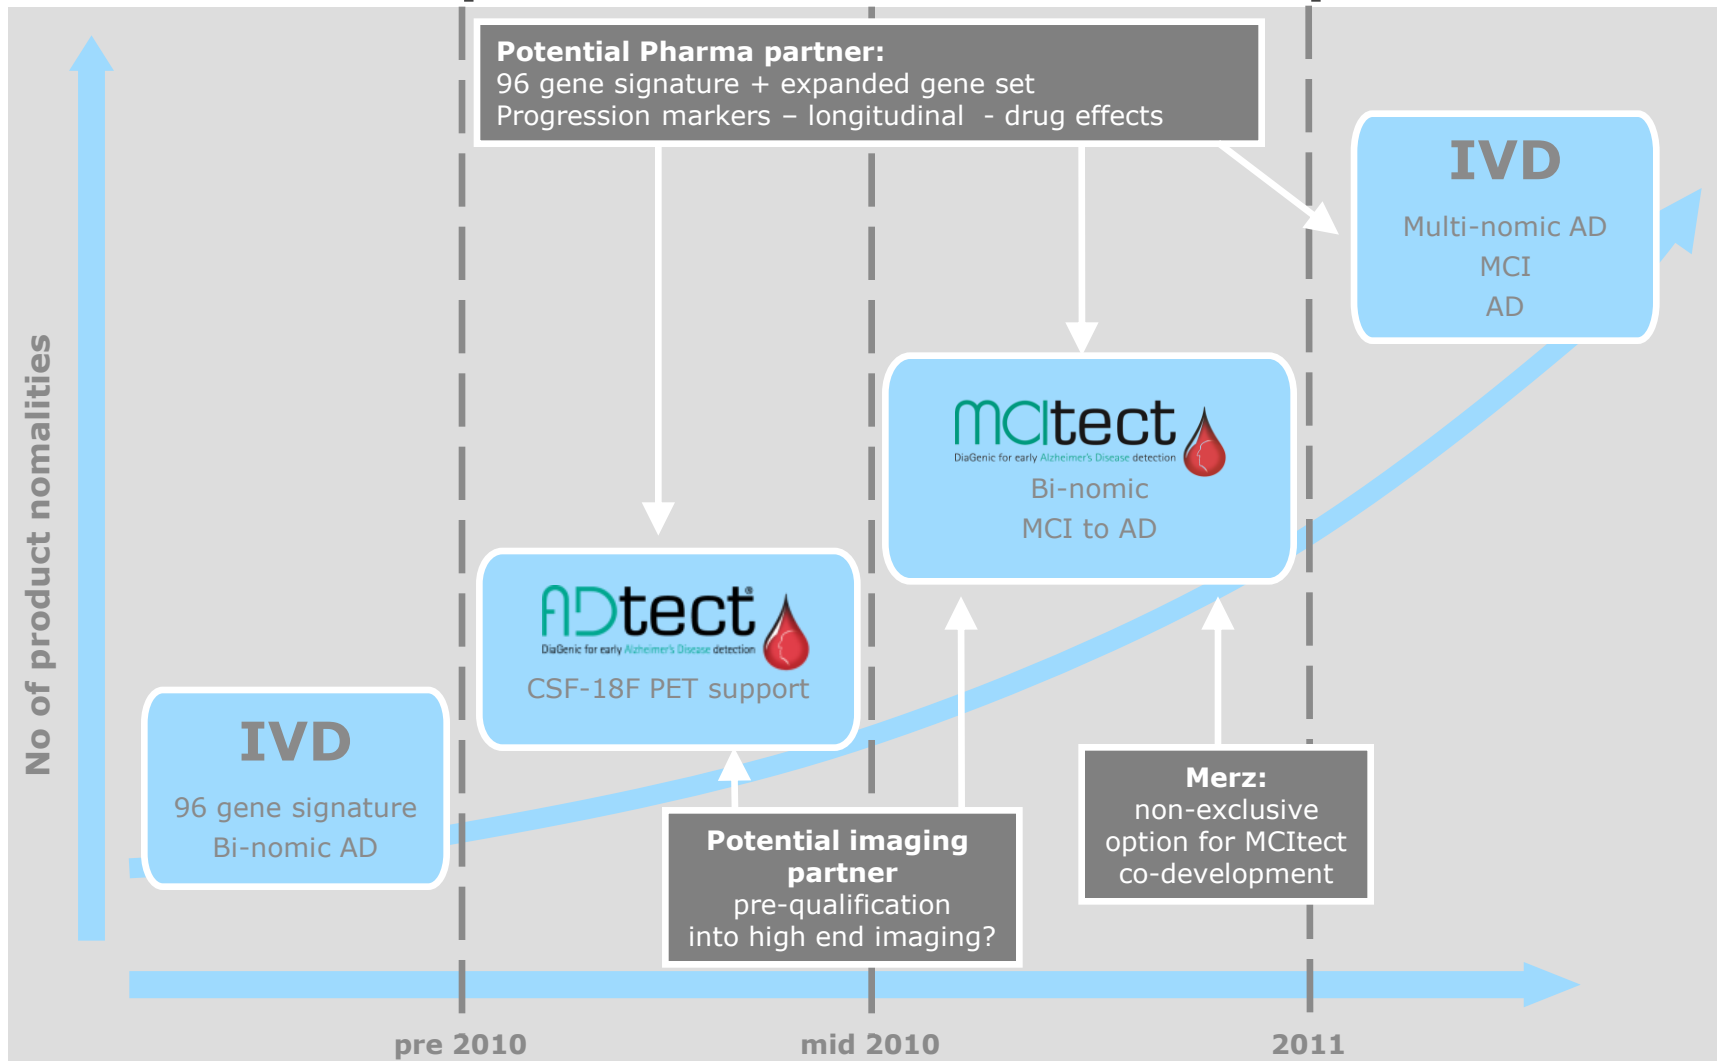 Potential Pharma partner:
96 gene signature + expanded gene set
Progression markers – longitudinal - drug effects
IVD
Multi-nomic AD
MCI
AD
No of product nomalities
MCItect
DiaGenic for early Alzheimer's Disease detection
Bi-nomic
MCI to AD
ADtect®
DiaGenic for early Alzheimer's Disease detection
CSF-18F PET support
IVD
96 gene signature
Bi-nomic AD
Potential imaging
partner
pre-qualification
into high end imaging?
Merz:
non-exclusive
option for MCItect
co-development
pre 2010
mid 2010
2011